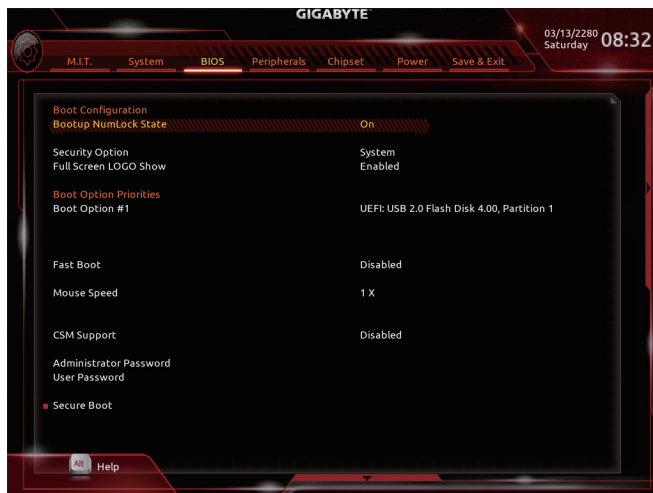 GIGABYTE™
03/13/2280
Saturday
08:32
M.I.T. System BIOS Peripherals Chipset Power Save & Exit
Boot Configuration
Bootup NumLock State On
Security Option System
Full Screen LOGO Show Enabled
Boot Option Priorities
Boot Option #1 UEFI: USB 2.0 Flash Disk 4.00, Partition 1
Fast Boot Disabled
Mouse Speed 1 X
CSM Support Disabled
Administrator Password
User Password
Secure Boot
Alt Help